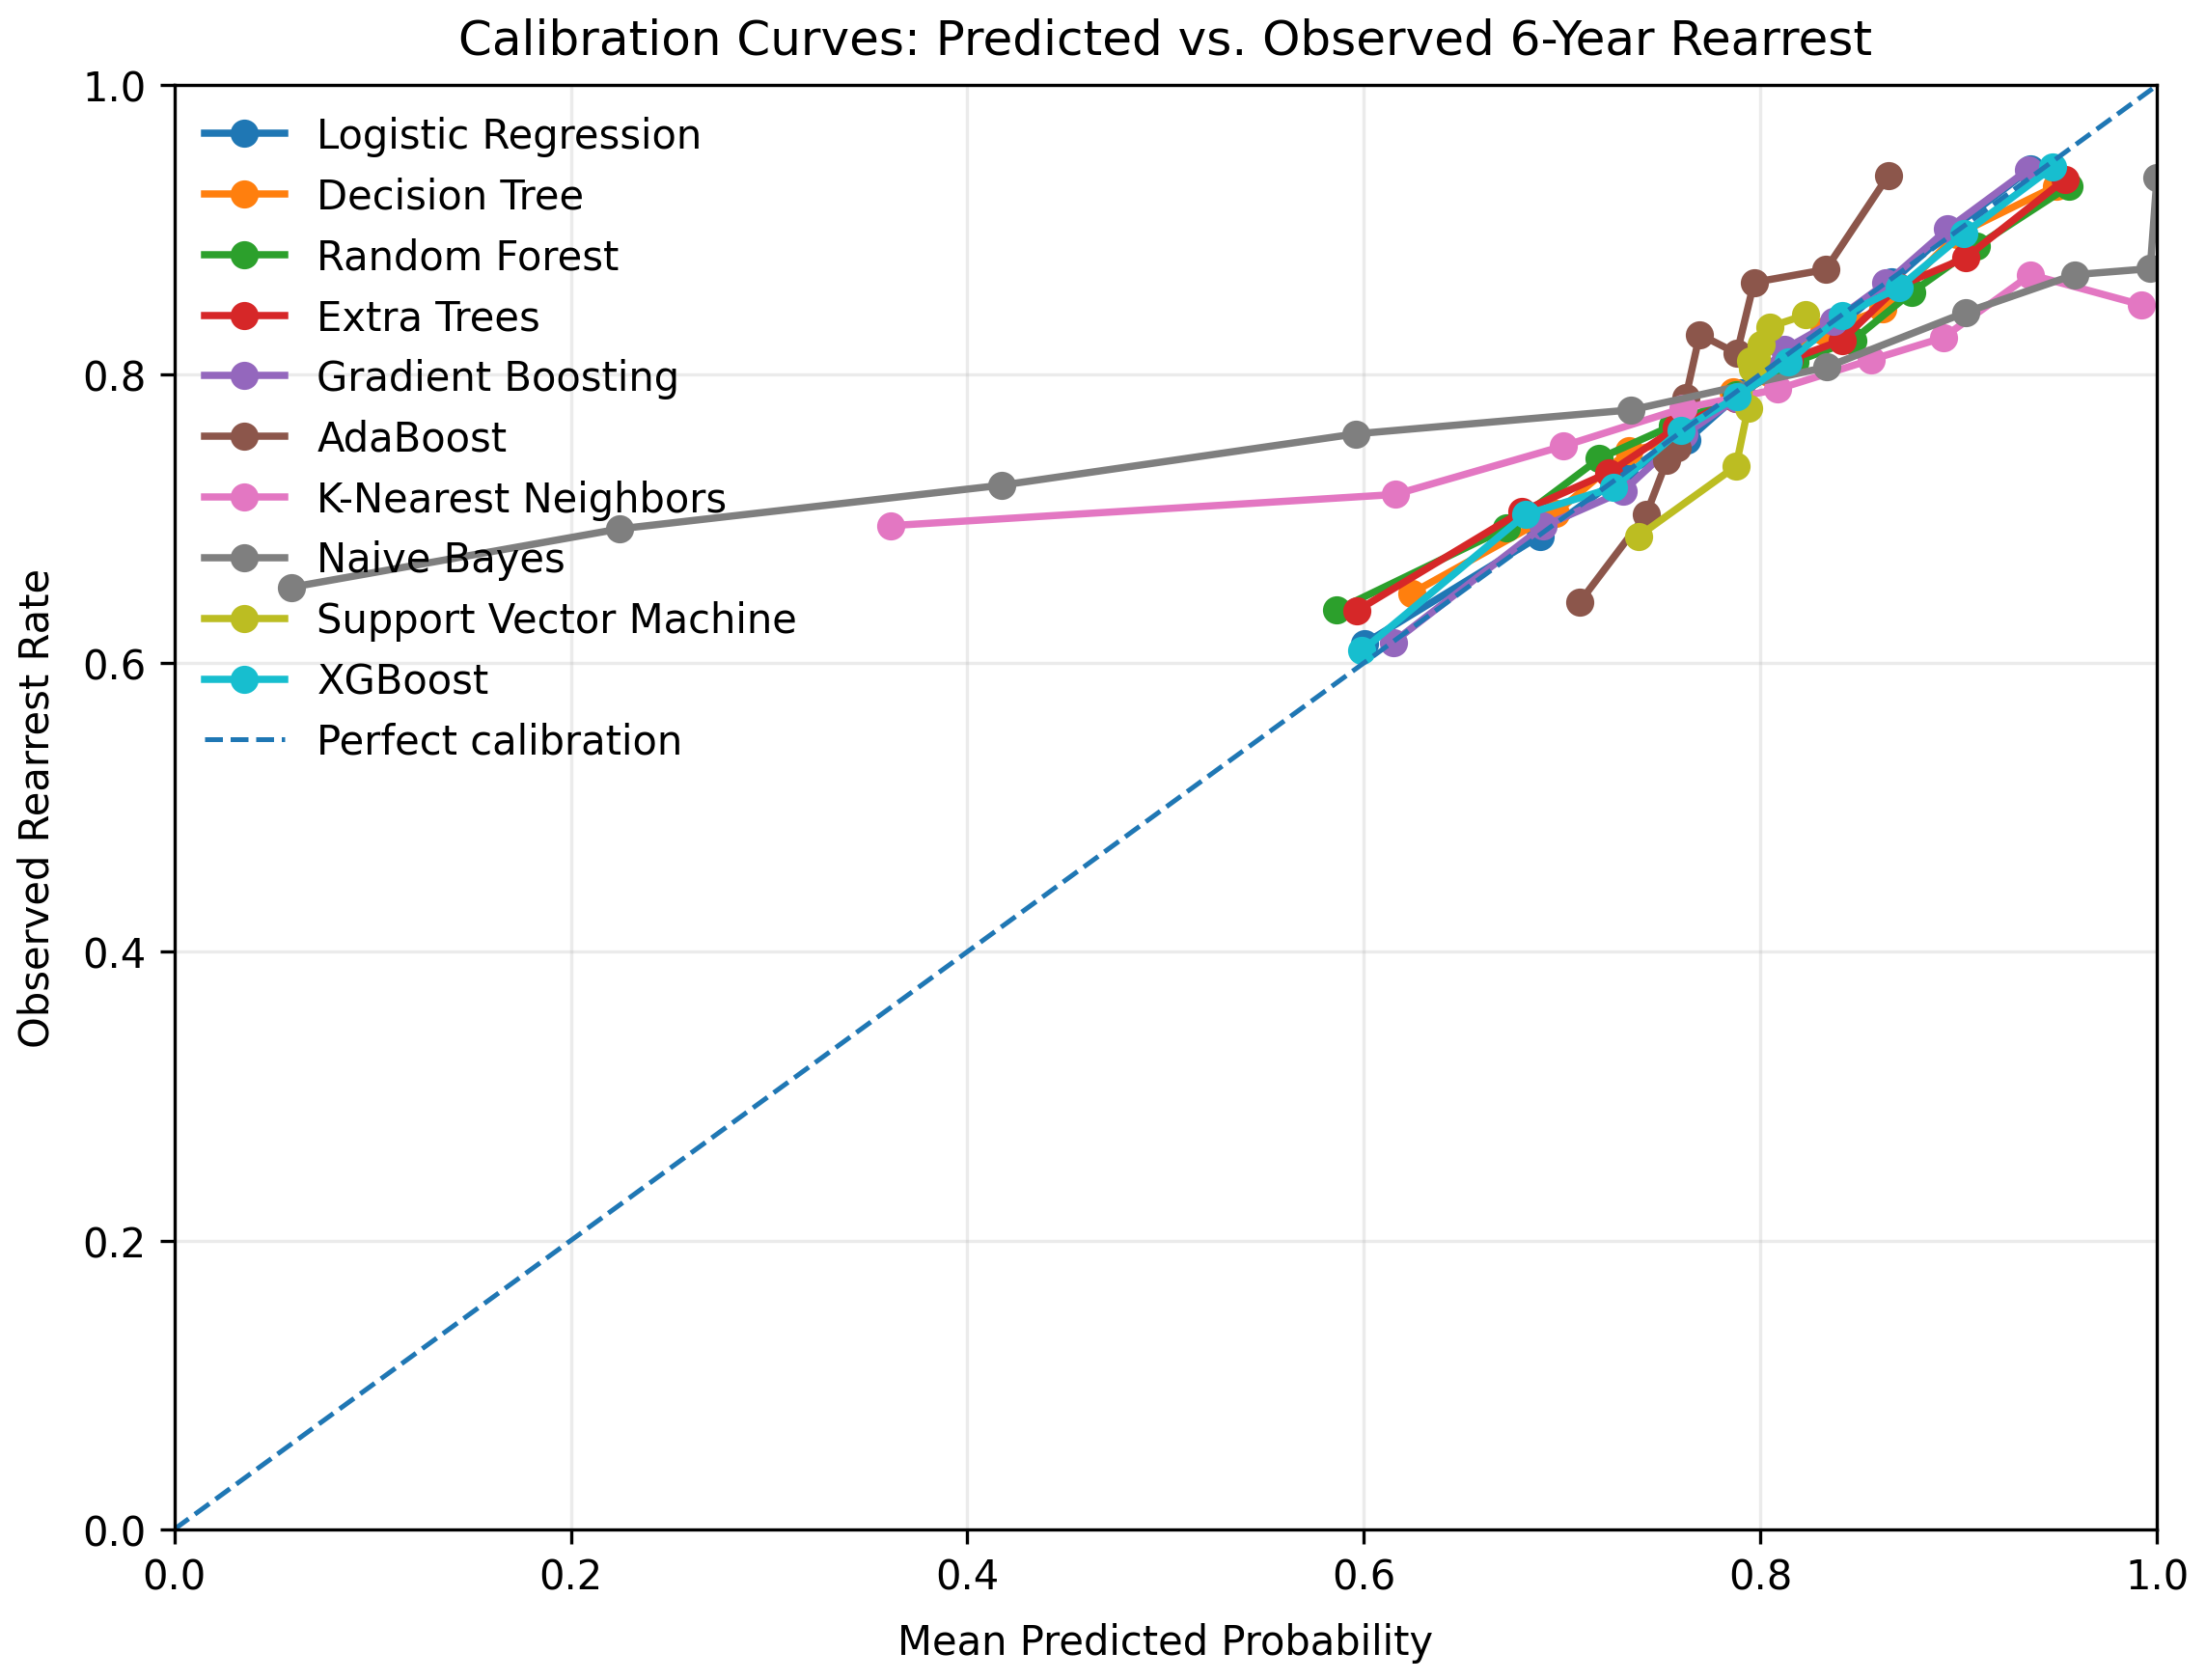 Calibration Curves: Predicted vs. Observed 6-Year Rearrest
1.0
0.8
0.6
0.4
0.2
0.0
Observed Rearrest Rate
Logistic Regression
Decision Tree
Random Forest
Extra Trees
Gradient Boosting
AdaBoost
K-Nearest Neighbors
Naive Bayes
Support Vector Machine
XGBoost
Perfect calibration
0.0 0.2 0.4 0.6 0.8 1.0
Mean Predicted Probability